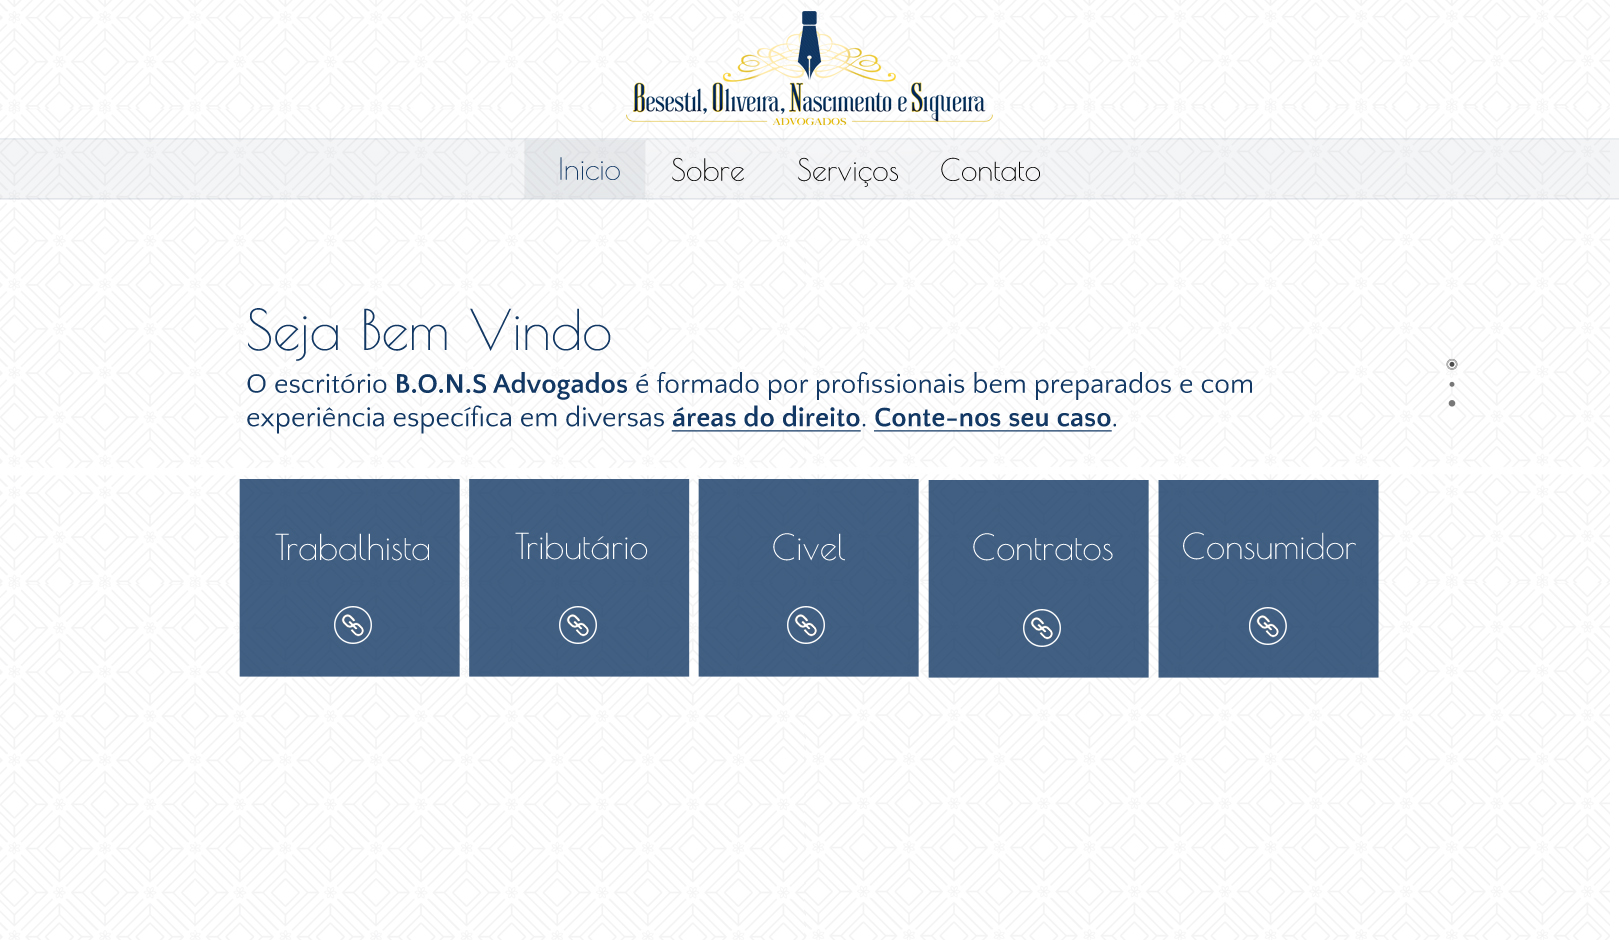 Besestil, Oliveira, Nascimento e Siqueira
ADVOGADOS
Inicio Sobre Serviços Contato
Seja Bem Vindo
O escritório B.O.N.S Advogados é formado por profissionais bem preparados e com
experiência específica em diversas áreas do direito. Conte-nos seu caso.
Trabalhista Tributário Civel Contratos Consumidor